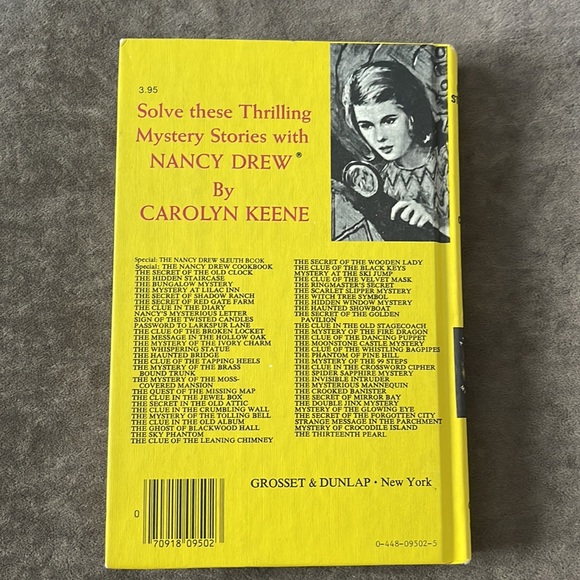 3.95
Solve these Thrilling
Mystery Stories with
NANCY DREW ®
By
CAROLYN KEENE
Special: THE NANCY DREW SLEUTH BOOK
Special: THE NANCY DREW COOKBOOK
THE SECRET OF THE OLD CLOCK
THE HIDDEN STAIRCASE
THE BUNGALOW MYSTERY
THE MYSTERY AT LILAC INN
THE SECRET OF SHADOW RANCH
THE SECRET OF RED GATE FARM
THE CLUE IN THE DIARY
NANCY'S MYSTERIOUS LETTER
SIGN OF THE TWISTED CANDLES
PASSWORD TO LARKSPUR LANE
THE CLUE OF THE BROKEN LOCKET
THE MESSAGE IN THE HOLLOW OAK
THE MYSTERY OF THE IVORY CHARM
THE WHISPERING STATUE
THE HAUNTED BRIDGE
THE CLUE OF THE TAPPING HEELS
THE MYSTERY OF THE BRASS
BOUND TRUNK
THE MYSTERY OF THE MOSS-
COVERED MANSION
THE QUEST OF THE MISSING MAP
THE CLUE IN THE JEWEL BOX
THE SECRET IN THE OLD ATTIC
THE CLUE IN THE CRUMBLING WALL
THE MYSTERY OF THE TOLLING BELL
THE CLUE IN THE OLD ALBUM
THE GHOST OF BLACKWOOD HALL
THE SKY PHANTOM
THE CLUE OF THE LEANING CHIMNEY
THE SECRET OF THE WOODEN LADY
THE CLUE OF THE BLACK KEYS
MYSTERY AT THE SKI JUMP
THE CLUE OF THE VELVET MASK
THE RINGMASTER'S SECRET
THE SCARLET SLIPPER MYSTERY
THE WITCH TREE SYMBOL
THE HIDDEN WINDOW MYSTERY
THE HAUNTED SHOWBOAT
THE SECRET OF THE GOLDEN
PAVILION
THE CLUE IN THE OLD STAGECOACH
THE MYSTERY OF THE FIRE DRAGON
THE CLUE OF THE DANCING PUPPET
THE MOONSTONE CASTLE MYSTERY
THE CLUE OF THE WHISTLING BAGPIPES
THE PHANTOM OF PINE HILL
THE MYSTERY OF THE 99 STEPS
THE CLUE IN THE CROSSWORD CIPHER
THE SPIDER SAPPHIRE MYSTERY
THE INVISIBLE INTRUDER
THE MYSTERIOUS MANNEQUIN
THE CROOKED BANISTER
THE SECRET OF MIRROR BAY
THE DOUBLE JINX MYSTERY
MYSTERY OF THE GLOWING EYE
THE SECRET OF THE FORGOTTEN CITY
STRANGE MESSAGE IN THE PARCHMENT
MYSTERY OF CROCODILE ISLAND
THE THIRTEENTH PEARL
GROSSET & DUNLAP · New York
0
70918 09502
0-448-09502-5